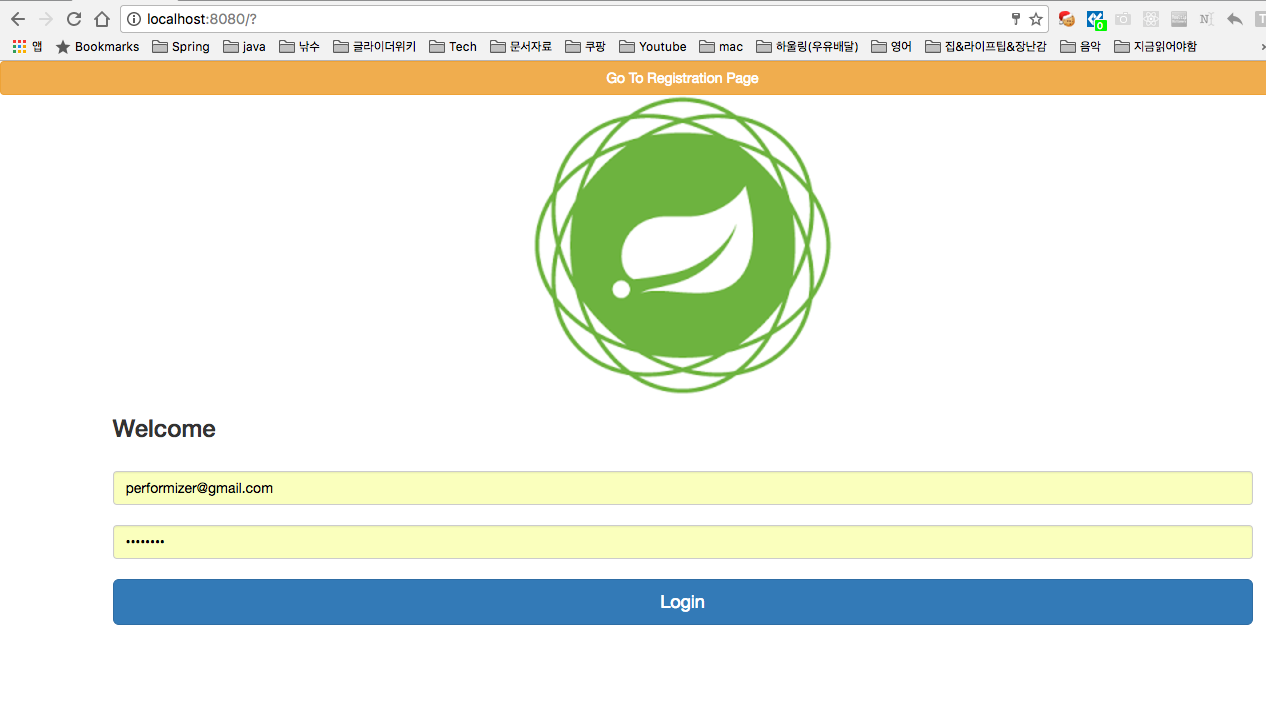 localhost:8080/?
앱 Bookmarks Spring java 낚수 글라이더위키 Tech 문서자료 쿠팡 Youtube mac 하울링(우유배달) 영어 집&라이프팁&장난감 음악 지금읽어야함
Go To Registration Page
Welcome
performizer@gmail.com
••••••••
Login